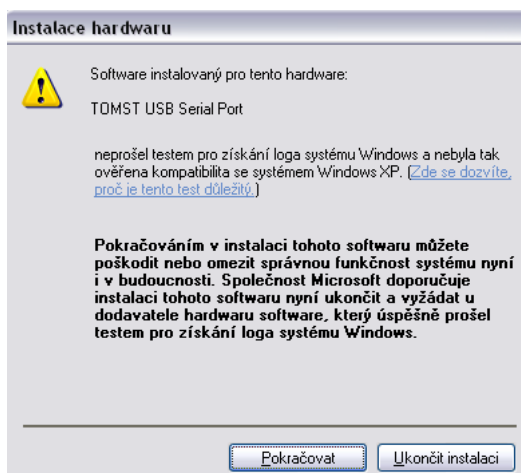 Instalace hardwaru
Software instalovaný pro tento hardware:
TOMST USB Serial Port
neprošel testem pro získání loga systému Windows a nebyla tak
ověřena kompatibilita se systémem Windows XP. (Zde se dozvíte,
proč je tento test důležitý.)
Pokračováním v instalaci tohoto softwaru můžete
poškodit nebo omezit správnou funkčnost systému nyní
i v budoucnosti. Společnost Microsoft doporučuje
instalaci tohoto softwaru nyní ukončit a vyžádat u
dodavatele hardwaru software, který úspěšně prošel
testem pro získání loga systému Windows.
Pokračovat
Ukončit instalaci